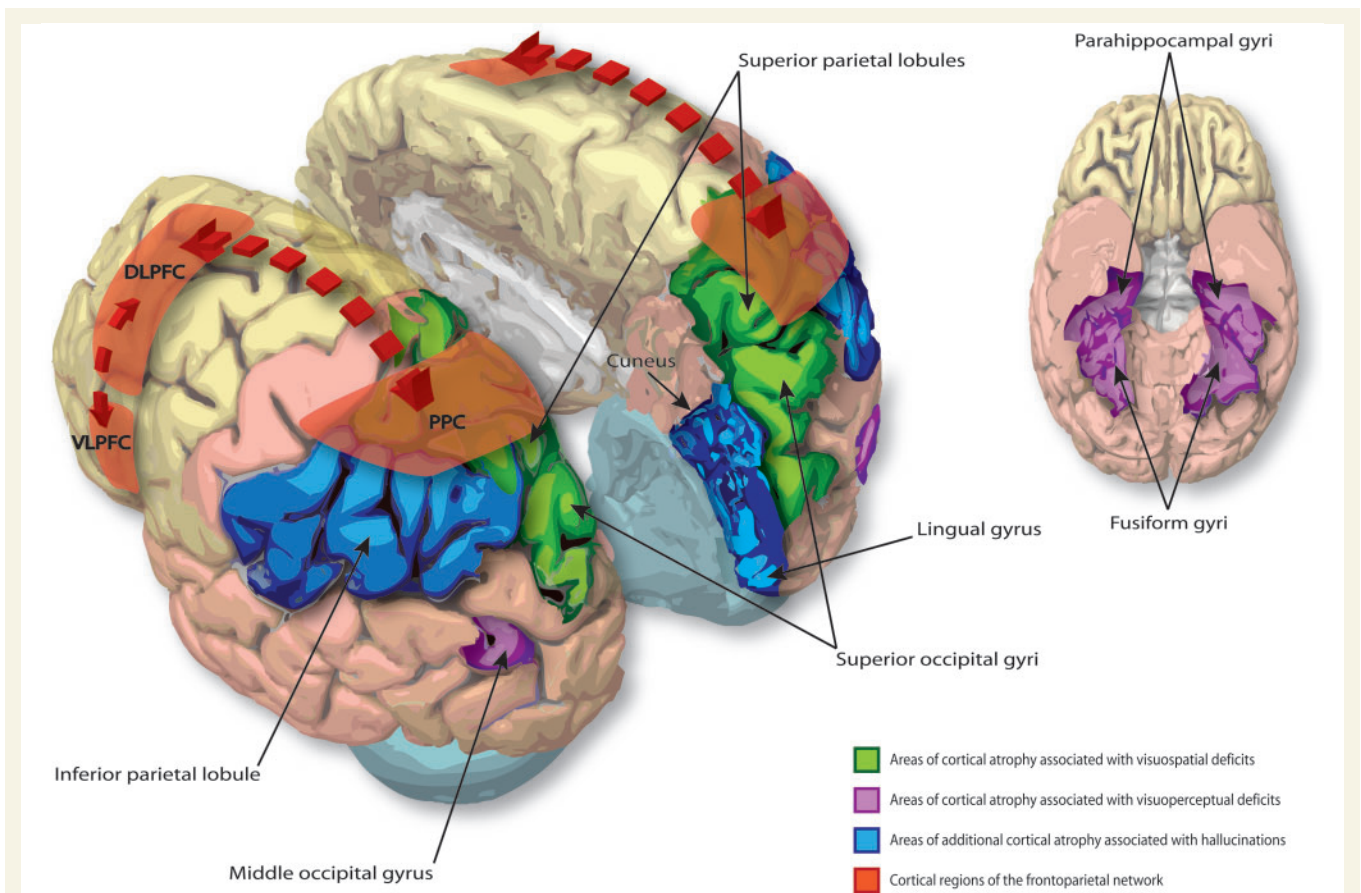 Parahippocampal gyri
Superior parietal lobules
DLPFC
Cuneus
PPC
VLPFC
Lingual gyrus
Fusiform gyri
Superior occipital gyri
Inferior parietal lobule
Middle occipital gyrus
Areas of cortical atrophy associated with visuospatial deficits
Areas of cortical atrophy associated with visuoperceptual deficits
Areas of additional cortical atrophy associated with hallucinations
Cortical regions of the frontoparietal network